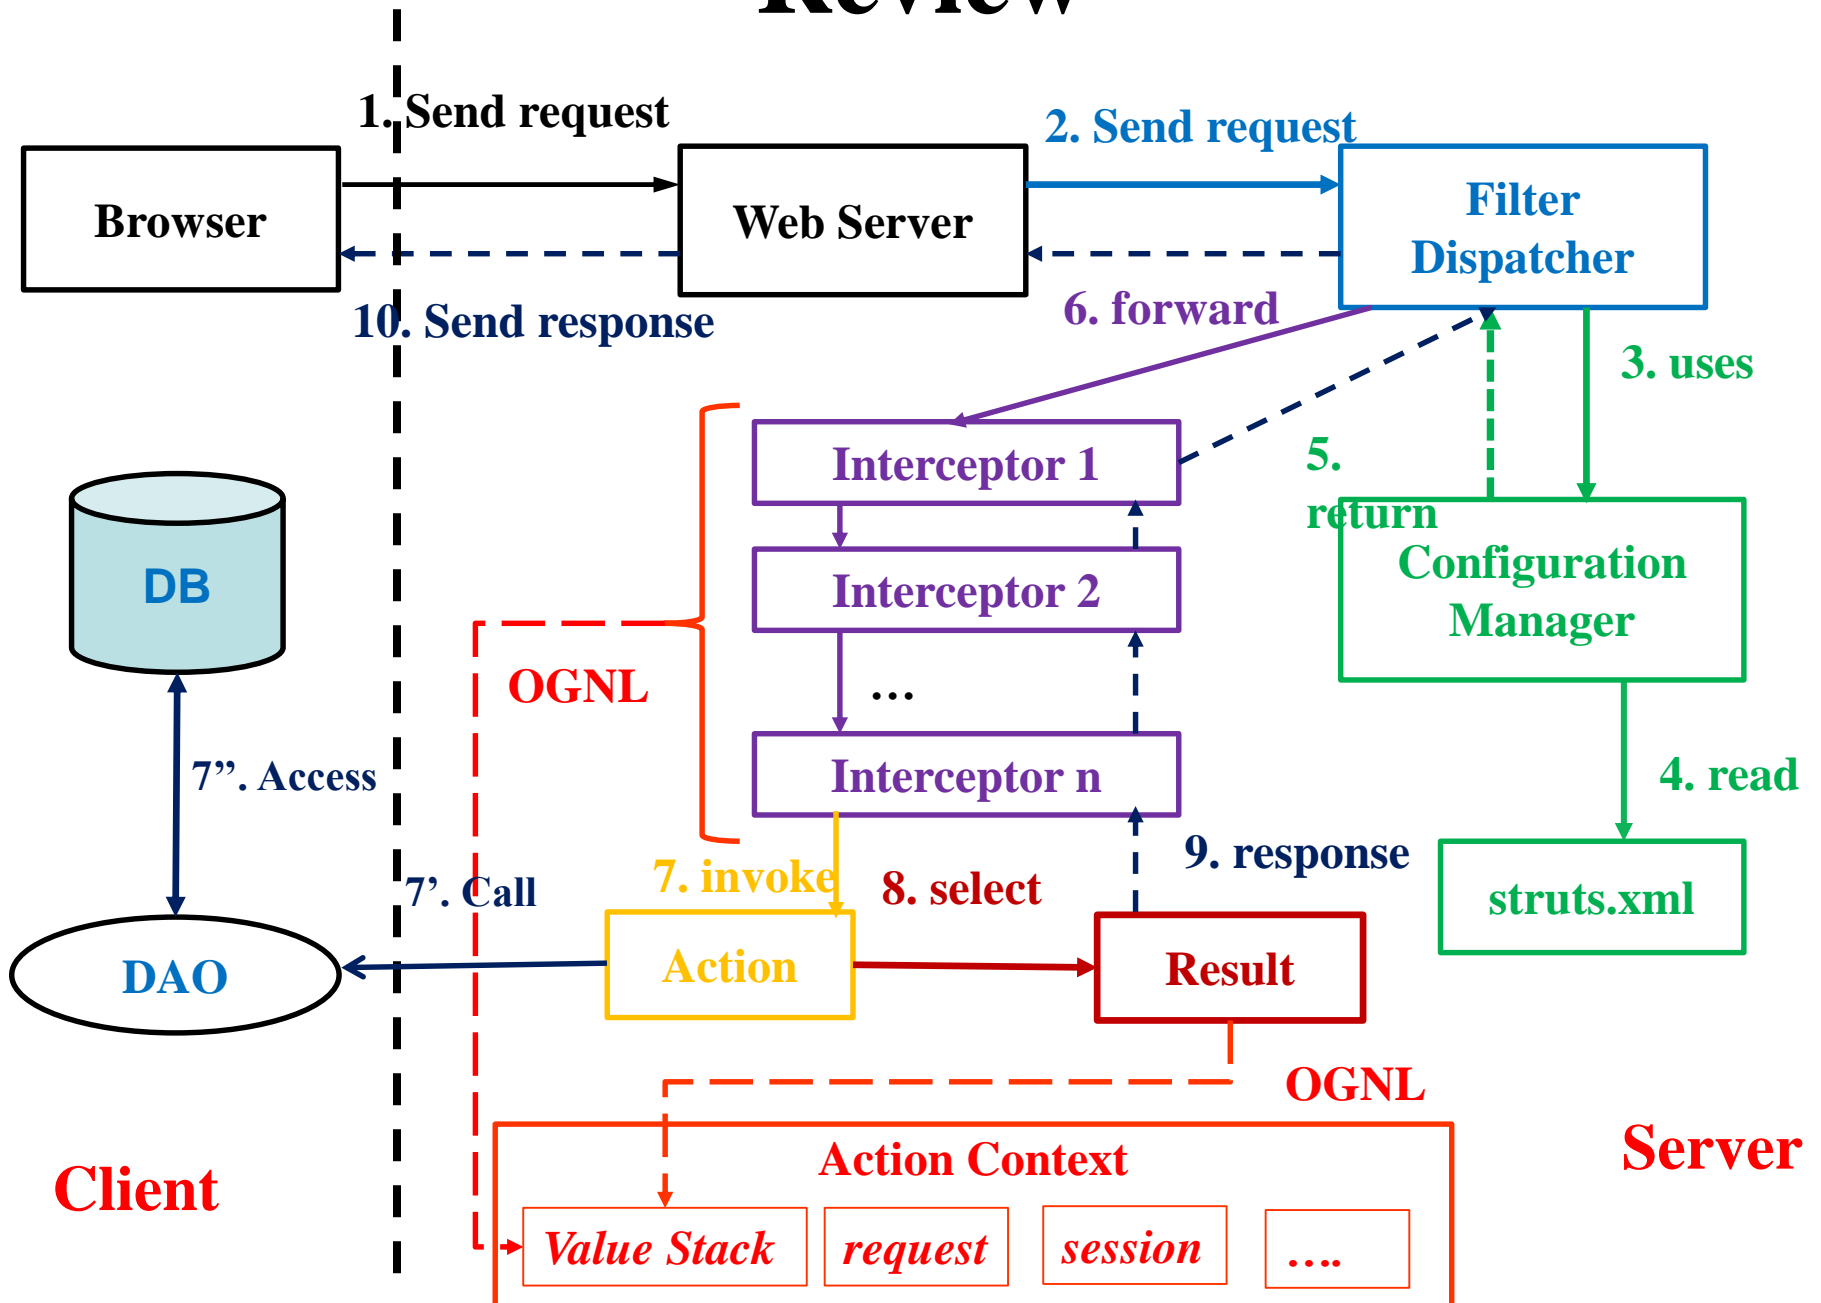 Review
1. Send request
2. Send request
Browser
Web Server
Filter
Dispatcher
10. Send response
6. forward
3. uses
Interceptor 1
5.
return
Configuration
Manager
DB
Interceptor 2
OGNL
...
7”. Access
Interceptor n
4. read
7’. Call
7. invoke
8. select
9. response
struts.xml
DAO
Action
Result
OGNL
Client
Action Context
Server
Value Stack
request
session
....